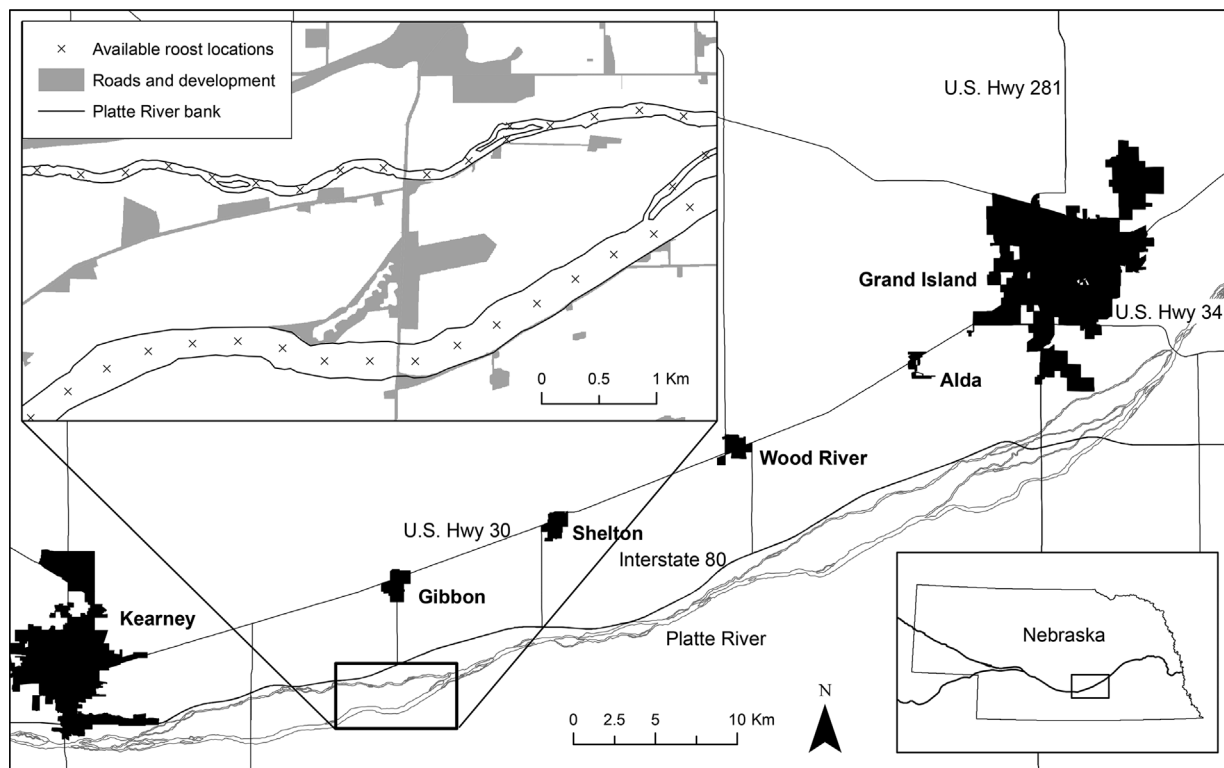 Available roost locations
Roads and development
Platte River bank
0 0.5 1 Km
U.S. Hwy 281
Grand Island
U.S. Hwy 34
Alda
Wood River
U.S. Hwy 30
Shelton
Interstate 80
Gibbon
Kearney
Platte River
Nebraska
N
0 2.5 5 10 Km